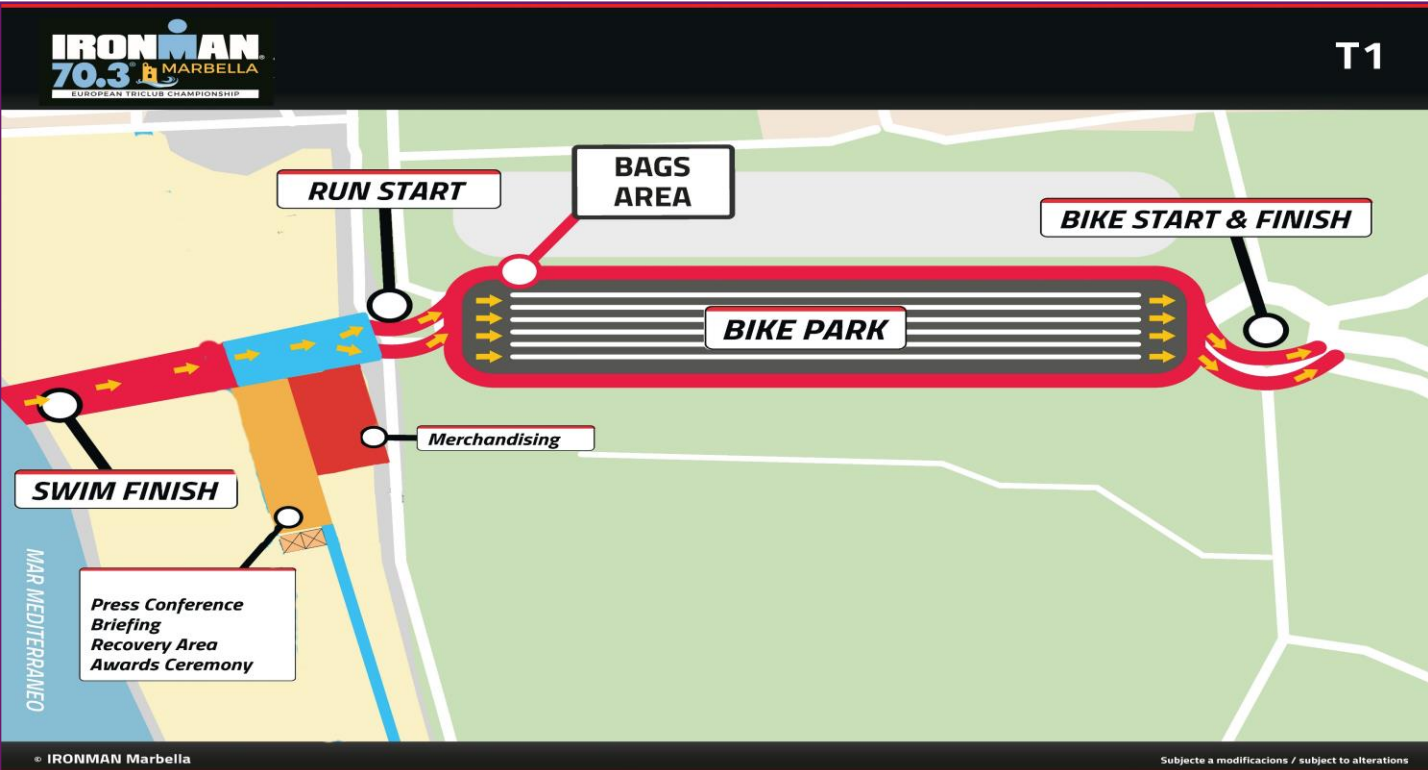 IRONMAN
70.3 MARBELLA
EUROPEAN TRICLUB CHAMPIONSHIP
T1
RUN START
BAGS
AREA
BIKE START & FINISH
BIKE PARK
Merchandising
SWIM FINISH
MAR MEDITERRANEO
Press Conference
Briefing
Recovery Area
Awards Ceremony
© IRONMAN Marbella
Subjecte a modificacions / subject to alterations